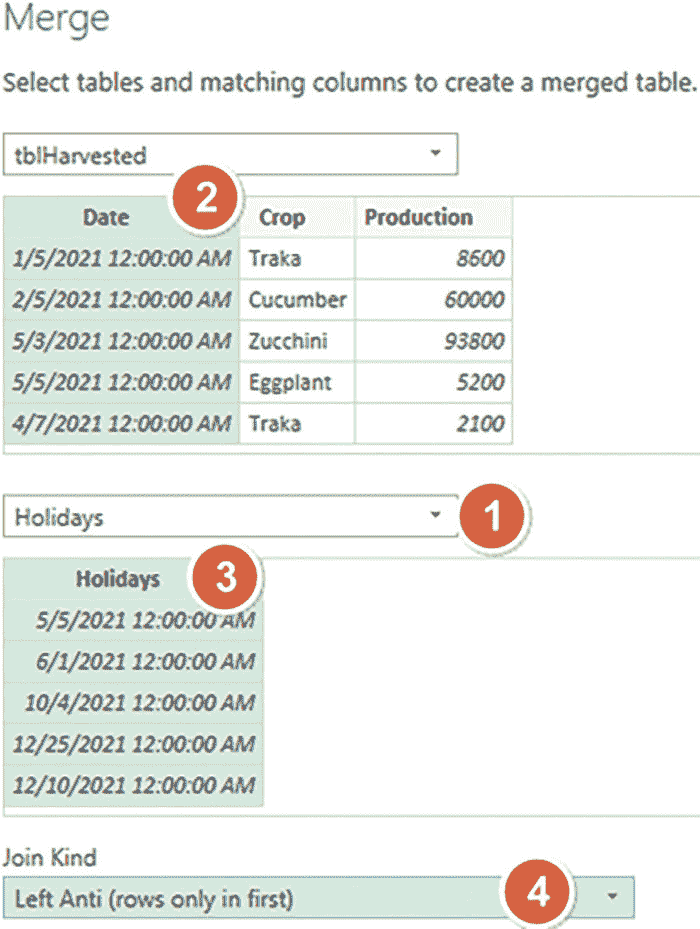 Merge
Select tables and matching columns to create a merged table.
tblHarvested
2
Date Crop Production
1/5/2021 12:00:00 AM Traka 8600
2/5/2021 12:00:00 AM Cucumber 60000
5/3/2021 12:00:00 AM Zucchini 93800
5/5/2021 12:00:00 AM Eggplant 5200
4/7/2021 12:00:00 AM Traka 2100
Holidays 1
Holidays 3
5/5/2021 12:00:00 AM
6/1/2021 12:00:00 AM
10/4/2021 12:00:00 AM
12/25/2021 12:00:00 AM
12/10/2021 12:00:00 AM
Join Kind
Left Anti (rows only in first) 4